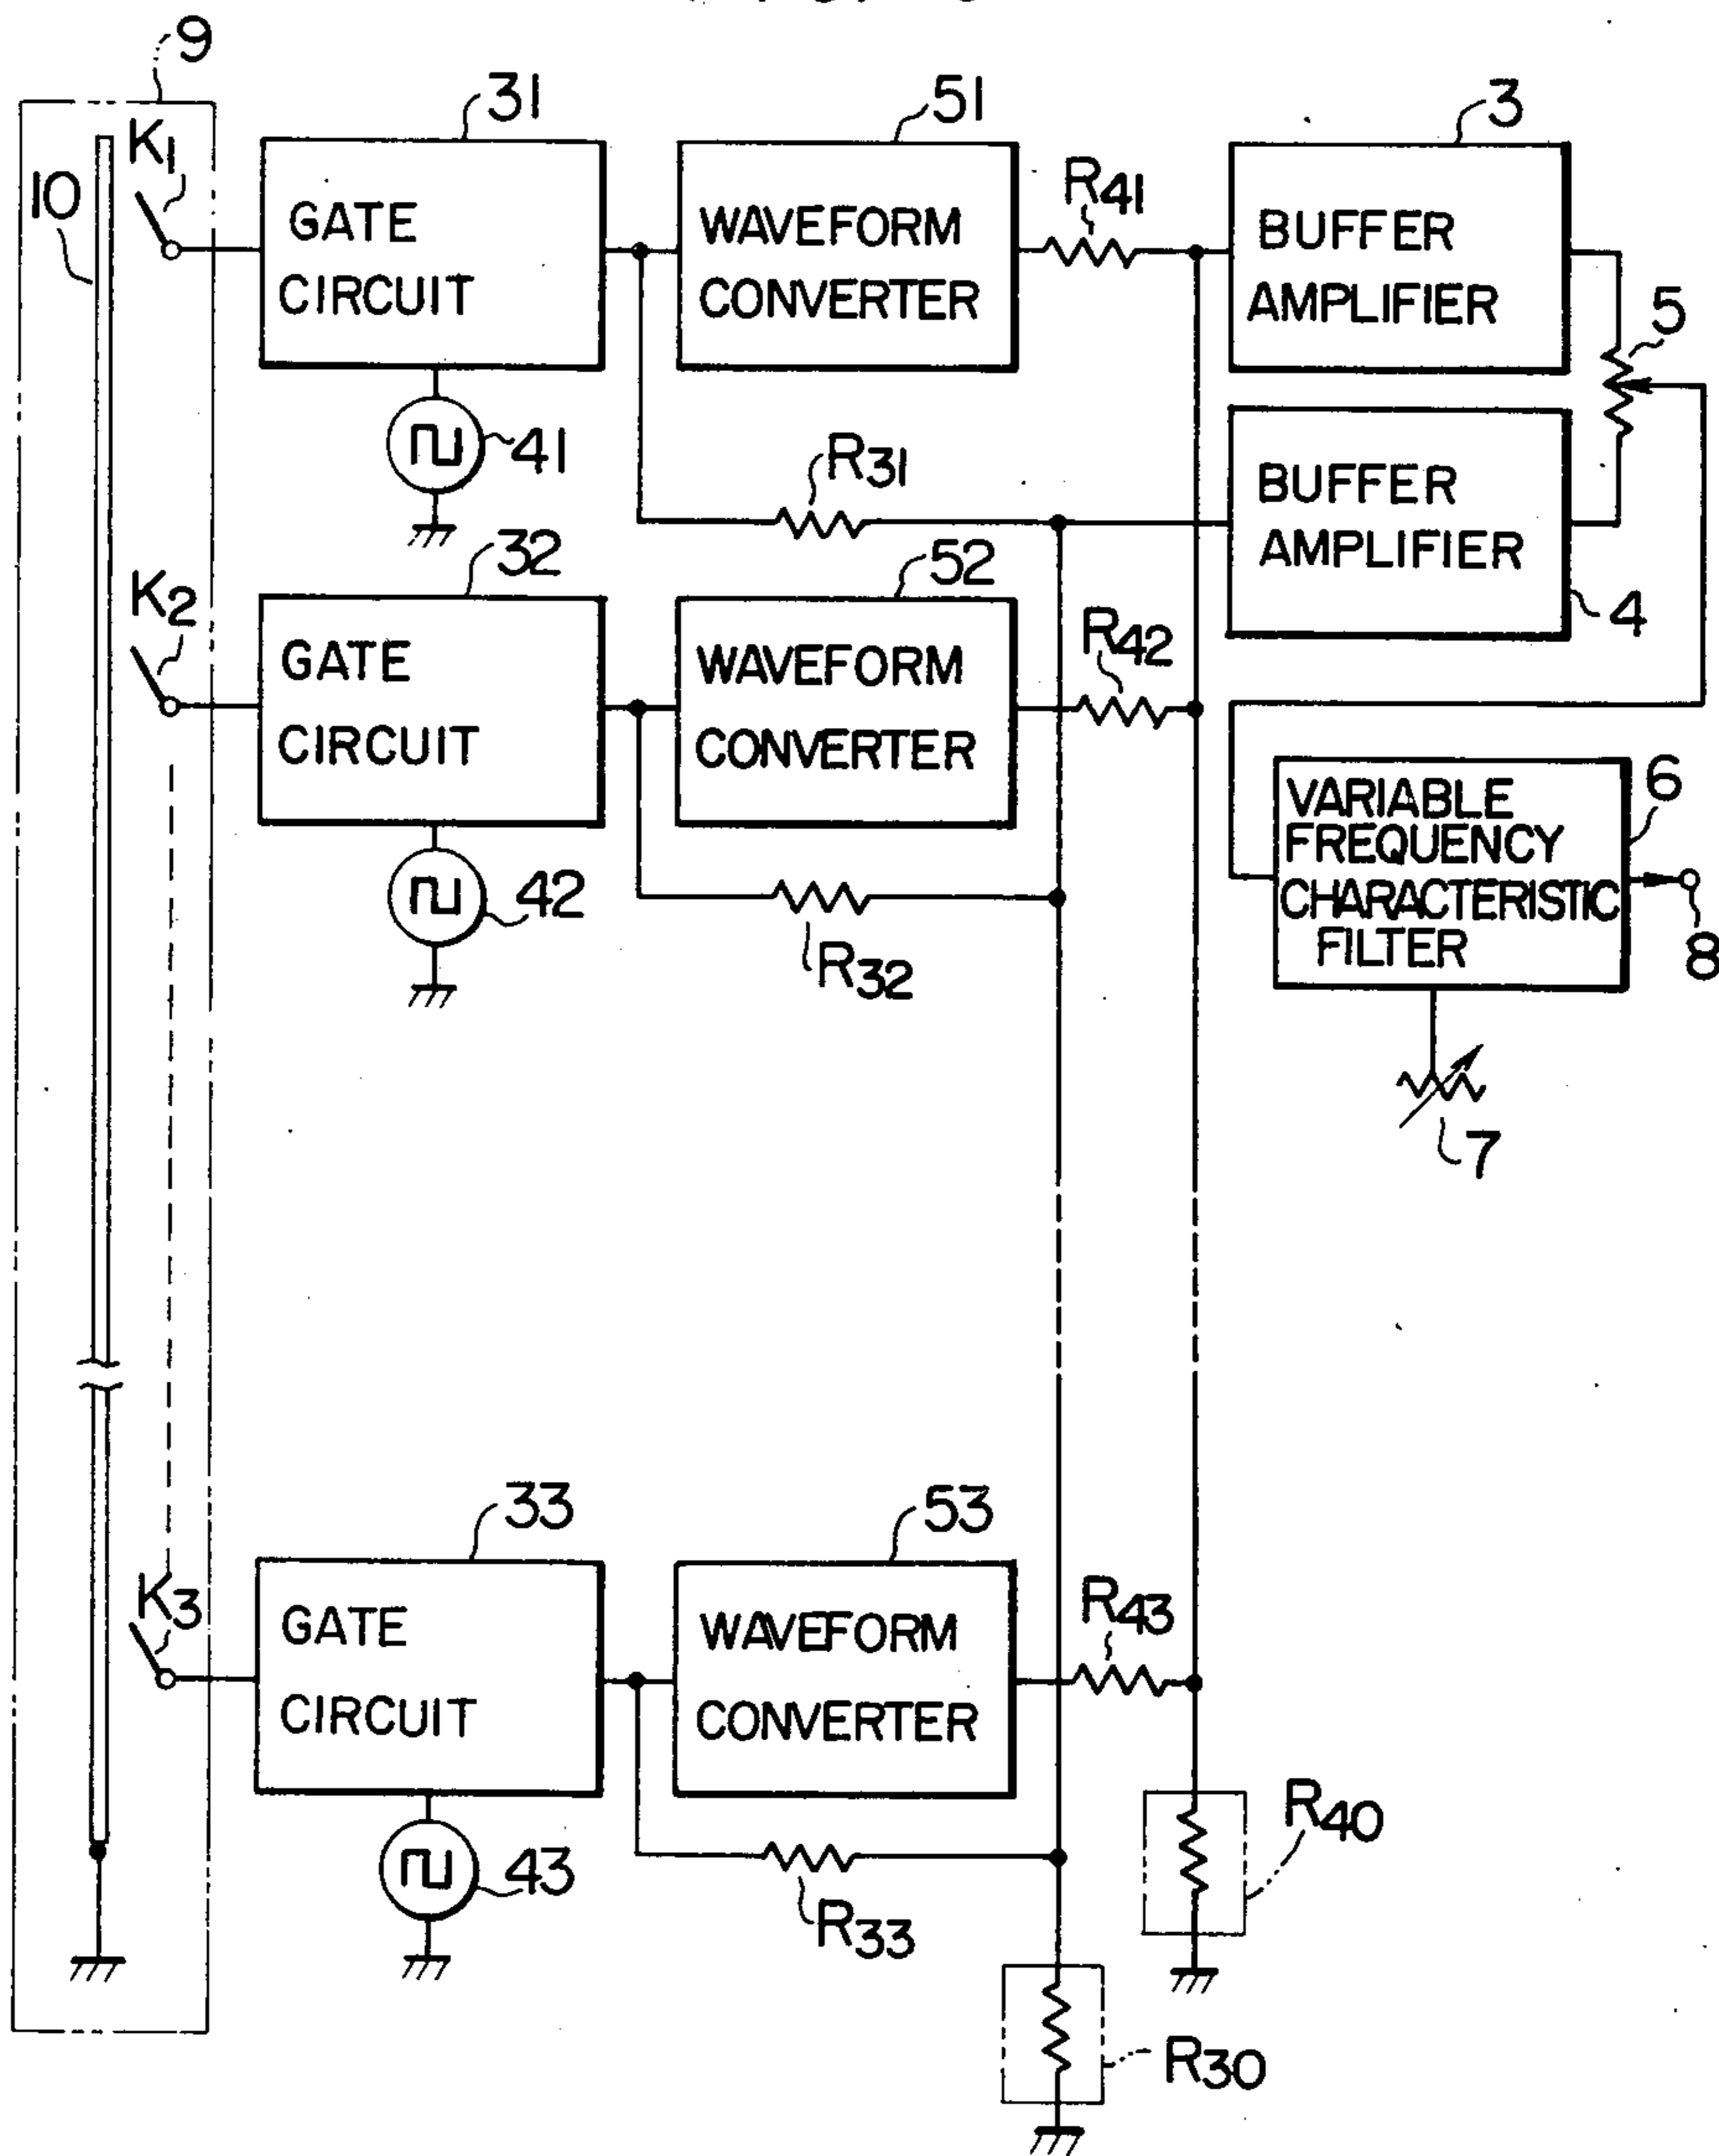 9
31
51
3
K1
10
GATE
CIRCUIT
WAVEFORM
CONVERTER
R41
BUFFER
AMPLIFIER
5
41
R31
BUFFER
AMPLIFIER
4
32
52
K2
GATE
CIRCUIT
WAVEFORM
CONVERTER
R42
42
R32
VARIABLE
FREQUENCY
CHARACTERISTIC
FILTER
6
8
7
33
53
K3
GATE
CIRCUIT
WAVEFORM
CONVERTER
R43
43
R33
R40
R30